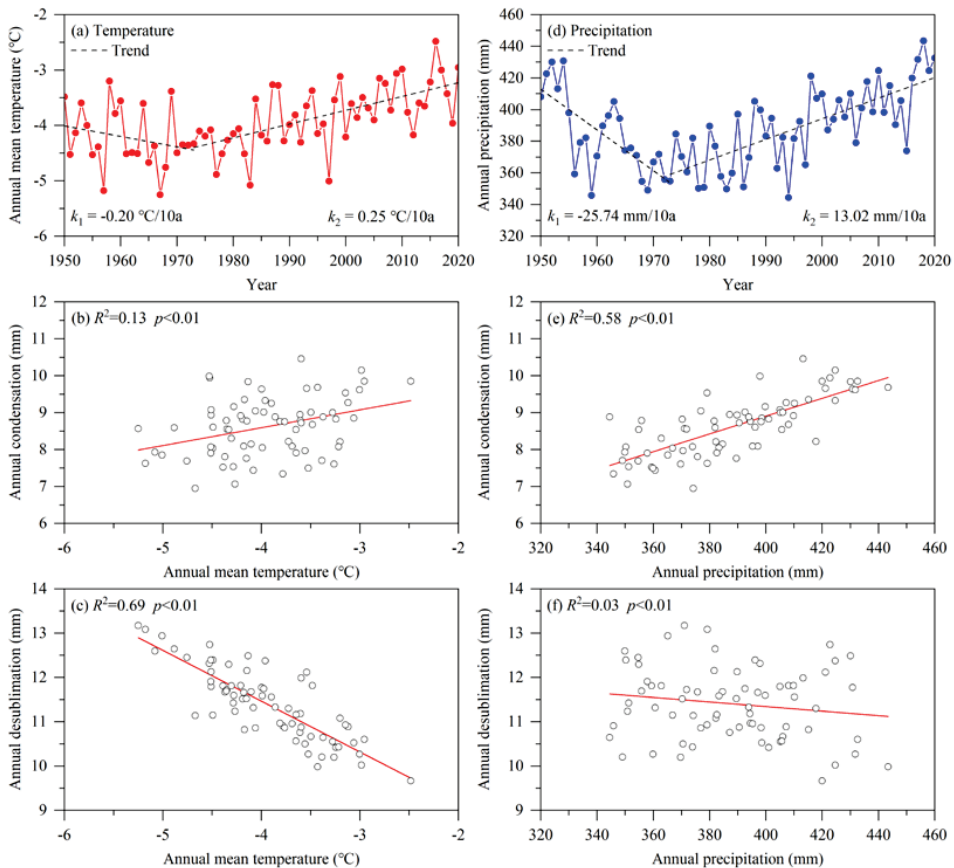 (a) Temperature
Trend
k1 = -0.20 ℃/10a
k2 = 0.25 ℃/10a
-2
-3
-4
-5
-6
Annual mean temperature (℃)
1950 1960 1970 1980 1990 2000 2010 2020
Year
(d) Precipitation
Trend
k1 = -25.74 mm/10a
k2 = 13.02 mm/10a
460
440
420
400
380
360
340
320
Annual precipitation (mm)
1950 1960 1970 1980 1990 2000 2010 2020
Year
(b) R²=0.13 p<0.01
12
11
10
9
8
7
6
Annual condensation (mm)
-6 -5 -4 -3 -2
Annual mean temperature (℃)
(e) R²=0.58 p<0.01
12
11
10
9
8
7
6
Annual condensation (mm)
320 340 360 380 400 420 440 460
Annual precipitation (mm)
(c) R²=0.69 p<0.01
14
13
12
11
10
9
Annual desublimation (mm)
-6 -5 -4 -3 -2
Annual mean temperature (℃)
(f) R²=0.03 p<0.01
14
13
12
11
10
9
Annual desublimation (mm)
320 340 360 380 400 420 440 460
Annual precipitation (mm)